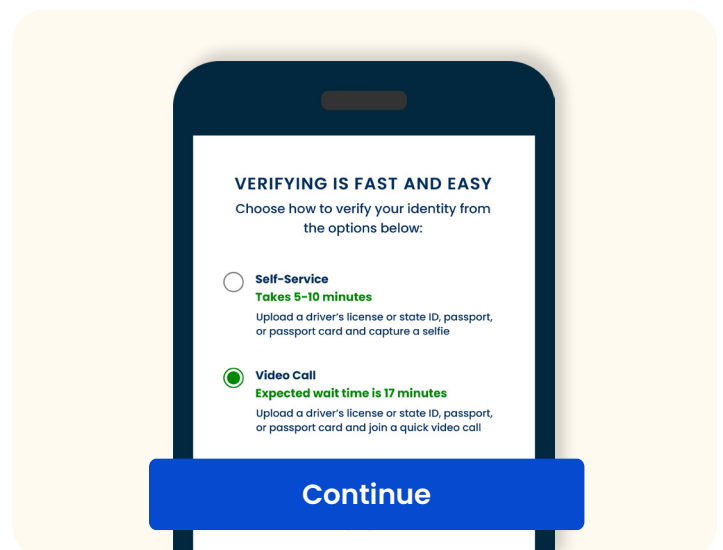 VERIFYING IS FAST AND EASY
Choose how to verify your identity from
the options below:
Self-Service
Takes 5-10 minutes
Upload a driver’s license or state ID, passport,
or passport card and capture a selfie
Video Call
Expected wait time is 17 minutes
Upload a driver’s license or state ID, passport,
or passport card and join a quick video call
Continue